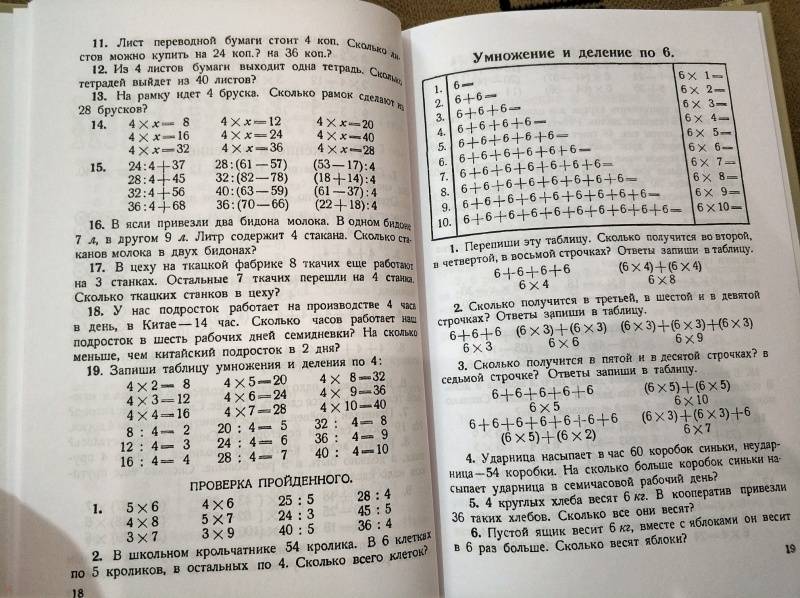 11. Лист переводной бумаги стоит 4 коп. Сколько ли-
стов можно купить на 24 коп.? на 36 коп.?
12. Из 4 листов бумаги выходит одна тетрадь. Сколько
тетрадей выйдет из 40 листов?
13. На рамку идет 4 бруска. Сколько рамок сделают из
28 брусков?
14. 4×x= 8 4×x=12 4×x=20
4×x=16 4×x=24 4×x=40
4×x=32 4×x=36 4×x=28
15. 24:4+37 28:(61—57) (53—17):4
28:4+45 32:(82—78) (18+14):4
32:4+56 40:(63—59) (61—37):4
36:4+68 36:(70—66) (22+18):4
16. В ясли привезли два бидона молока. В одном бидоне
7 л, в другом 9 л. Литр содержит 4 стакана. Сколько ста-
канов молока в двух бидонах?
17. В цеху на ткацкой фабрике 8 ткачих еще работают
на 3 станках. Остальные 7 ткачих перешли на 4 станка.
Сколько ткацких станков в цеху?
18. У нас подросток работает на производстве 4 часа
в день, в Китае—14 час. Сколько часов работает наш
подросток в шесть рабочих дней семидневки? На сколько
меньше, чем китайский подросток в 2 дня?
19. Запиши таблицу умножения и деления по 4:
4×2= 8 4×5=20 4× 8=32
4×3=12 4×6=24 4× 9=36
4×4=16 4×7=28 4×10=40
8 : 4= 2 20 : 4= 5 32 : 4= 8
12 : 4= 3 24 : 4= 6 36 : 4= 9
16 : 4= 4 28 : 4= 7 40 : 4=10
ПРОВЕРКА ПРОЙДЕННОГО.
1. 5×6 4×6 25 : 5 28 : 4
4×8 5×7 24 : 3 45 : 5
3×7 3×9 40 : 5 36 : 4
2. В школьном крольчатнике 54 кролика. В 6 клетках
по 5 кроликов, в остальных по 4. Сколько всего клеток?
18
Умножение и деление по 6.
1. 6= 6× 1=
2. 6+6= 6× 2=
3. 6+6+6= 6× 3=
4. 6+6+6+6= 6× 4=
5. 6+6+6+6+6= 6× 5=
6. 6+6+6+6+6+6= 6× 6=
7. 6+6+6+6+6+6+6= 6× 7=
8. 6+6+6+6+6+6+6+6= 6× 8=
9. 6+6+6+6+6+6+6+6+6= 6× 9=
10. 6+6+6+6+6+6+6+6+6+6= 6×10=
1. Перепиши эту таблицу. Сколько получится во второй,
в четвертой, в восьмой строчках? Ответы запиши в таблицу.
6+6+6+6 (6×4)+(6×4)
6×4 6×8
2. Сколько получится в третьей, в шестой и в девятой
строчках? Ответы запиши в таблицу.
6+6+6 (6×3)+(6×3) (6×3)+(6×3)+(6×3)
6×3 6×6 6×9
3. Сколько получится в пятой и в десятой строчках? в
седьмой строчке? Ответы запиши в таблицу.
6+6+6+6+6 (6×5)+(6×5)
6×5 6×10
6+6+6+6+6+6+6 (6×3)+(6×3)+6
(6×5)+(6×2) 6×7
4. Ударница насыпает в час 60 коробок синьки, неудар-
ница—54 коробки. На сколько больше коробок синьки на-
сыпает ударница в семичасовой рабочий день?
5. 4 круглых хлеба весят 6 кг. В кооператив привезли
36 таких хлебов. Сколько все они весят?
6. Пустой ящик весит 6 кг, вместе с яблоками он весит
в 6 раз больше. Сколько весят яблоки?
19